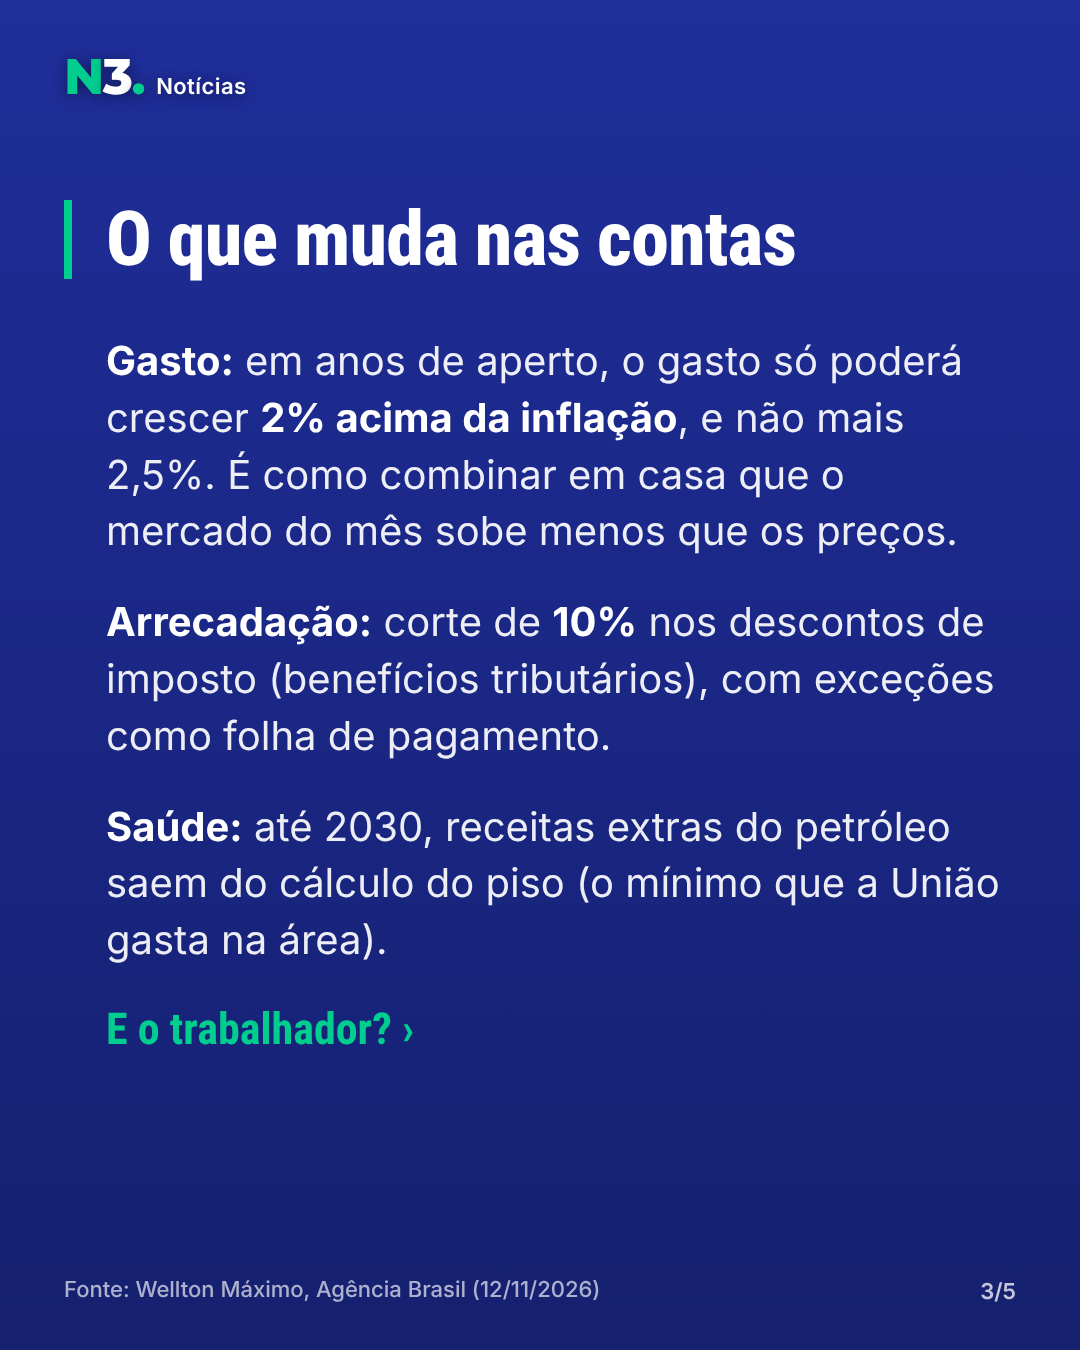 N3. Notícias
O que muda nas contas
Gasto: em anos de aperto, o gasto só poderá
crescer 2% acima da inflação, e não mais
2,5%. É como combinar em casa que o
mercado do mês sobe menos que os preços.
Arrecadação: corte de 10% nos descontos de
imposto (benefícios tributários), com exceções
como folha de pagamento.
Saúde: até 2030, receitas extras do petróleo
saem do cálculo do piso (o mínimo que a União
gasta na área).
E o trabalhador? ›
Fonte: Wellton Máximo, Agência Brasil (12/11/2026)
3/5